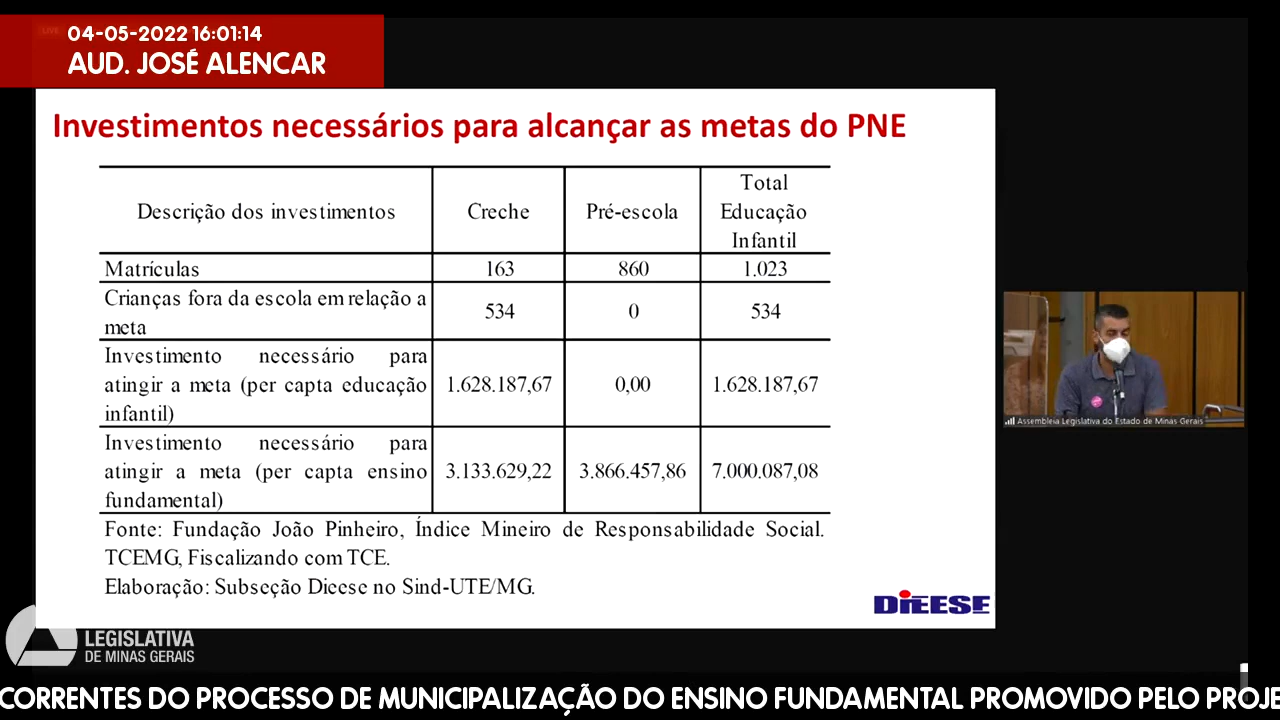 LIVE
04-05-2022 16:01:14
AUD. JOSÉ ALENCAR
Investimentos necessários para alcançar as metas do PNE
Descrição dos investimentos
Creche
Pré-escola
Total
Educação
Infantil
Matrículas
163
860
1.023
Crianças fora da escola em relação a
meta
534
0
534
Investimento necessário para
atingir a meta (per capta educação
infantil)
1.628.187,67
0,00
1.628.187,67
Investimento necessário para
atingir a meta (per capta ensino
fundamental)
3.133.629,22
3.866.457,86
7.000.087,08
Fonte: Fundação João Pinheiro, Índice Mineiro de Responsabilidade Social.
TCEMG, Fiscalizando com TCE.
Elaboração: Subseção Dieese no Sind-UTE/MG.
DIEESE
Assembleia Legislativa do Estado de Minas Gerais
LEGISLATIVA
DE MINAS GERAIS
CORRENTES DO PROCESSO DE MUNICIPALIZAÇÃO DO ENSINO FUNDAMENTAL PROMOVIDO PELO PROJE